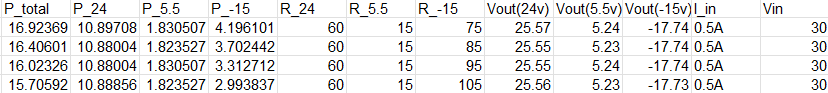 P_total P_24 P_5.5 P_-15 R_24 R_5.5 R_-15 Vout(24v) Vout(5.5v) Vout(-15v) I_in Vin
16.92369 10.89708 1.830507 4.196101 60 15 75 25.57 5.24 -17.74 0.5A 30
16.40601 10.88004 1.823527 3.702442 60 15 85 25.55 5.23 -17.74 0.5A 30
16.02326 10.88004 1.830507 3.312712 60 15 95 25.55 5.24 -17.74 0.5A 30
15.70592 10.88856 1.823527 2.993837 60 15 105 25.56 5.23 -17.73 0.5A 30